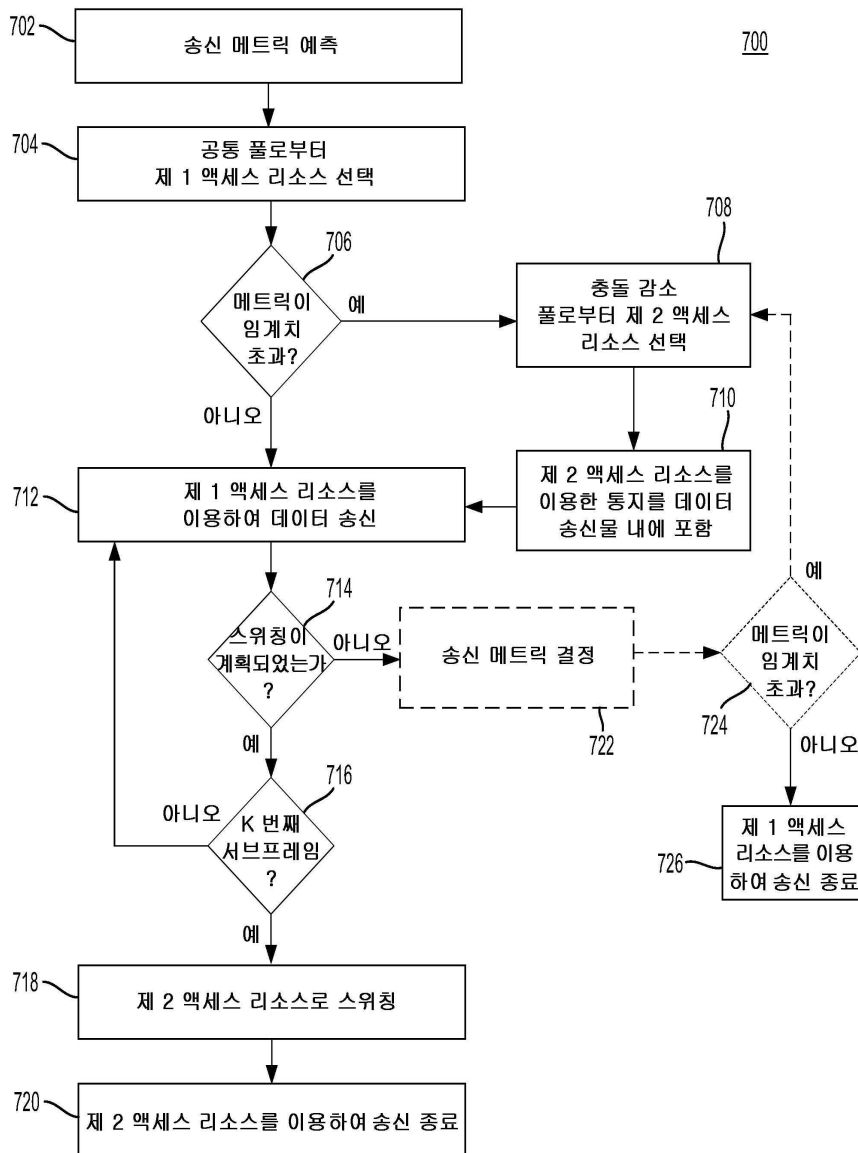 702
송신 메트릭 예측
700
704
공통 풀로부터
제 1 액세스 리소스 선택
706
메트릭이
임계치
초과?
예
아니오
708
충돌 감소
풀로부터 제 2 액세스
리소스 선택
710
제 2 액세스 리소스를
이용한 통지를 데이터
송신물 내에 포함
712
제 1 액세스 리소스를
이용하여 데이터 송신
714
스위칭이
계획되었는가
?
아니오
예
송신 메트릭 결정
722
예
메트릭이
임계치
초과?
724
아니오
716
K 번째
서브프레임
?
아니오
예
제 1 액세스
리소스를 이용
하여 송신 종료
726
718
제 2 액세스 리소스로 스위칭
720
제 2 액세스 리소스를 이용하여 송신 종료